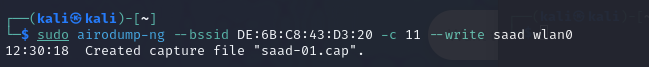 ┌──(kali㉿kali)-[~]
└─$ sudo airodump-ng --bssid DE:6B:C8:43:D3:20 -c 11 --write saad wlan0
12:30:18  Created capture file "saad-01.cap".